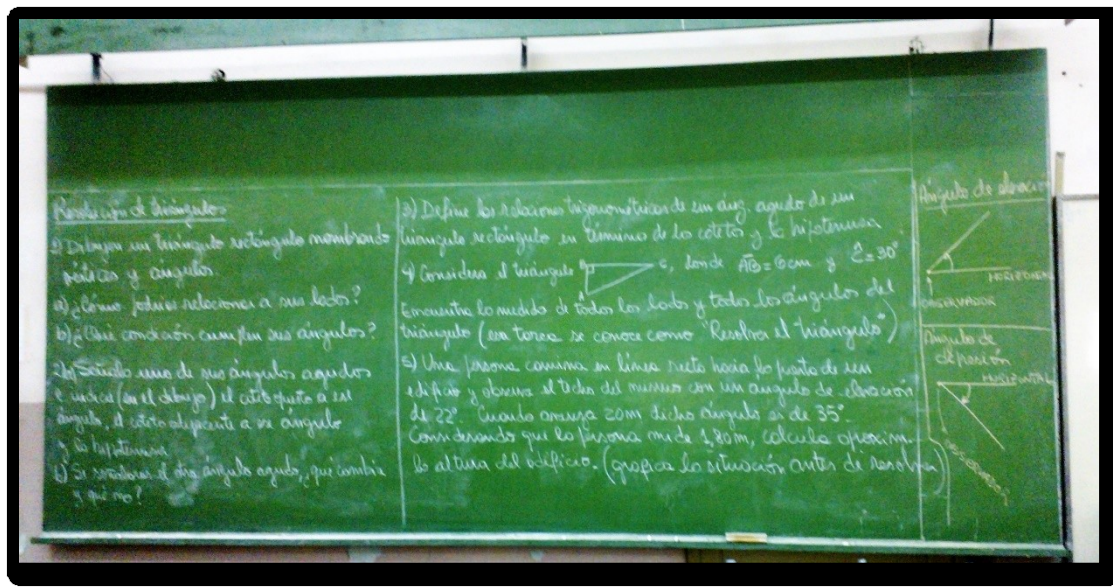 Resolución de triángulos
1) Dibujen un triángulo rectángulo nombrando
vértices y ángulos
a) ¿Cómo podrías relacionar a sus lados?
b) ¿Qué condición cumplen sus ángulos?
2) a) Señala uno de sus ángulos agudos
e indica (en el dibujo) el cateto opuesto a ese
ángulo, el cateto adyacente a ese ángulo
y la hipotenusa
b) Si consideras el otro ángulo agudo, ¿qué cambia
y qué no?
3) Define las relaciones trigonométricas de un áng. agudo de un
triángulo rectángulo en términos de los catetos y la hipotenusa
4) Considera el triángulo B C, donde AB = 6cm y Ĉ = 30°
A
Encuentra la medida de todos los lados y todos los ángulos del
triángulo (esa tarea se conoce como "Resolver el triángulo")
5) Una persona camina en línea recta hacia la puerta de un
edificio y observa el techo del mismo con un ángulo de elevación
de 22°. Cuando avanza 20m dicho ángulo es de 35°.
Considerando que la persona mide 1,80m, calcula aproxim.
la altura del edificio. (grafica la situación antes de resolver)
Ángulo de elevación
HORIZONTAL
OBSERVADOR
Ángulo de
depresión
HORIZONTAL
OBSERVADOR